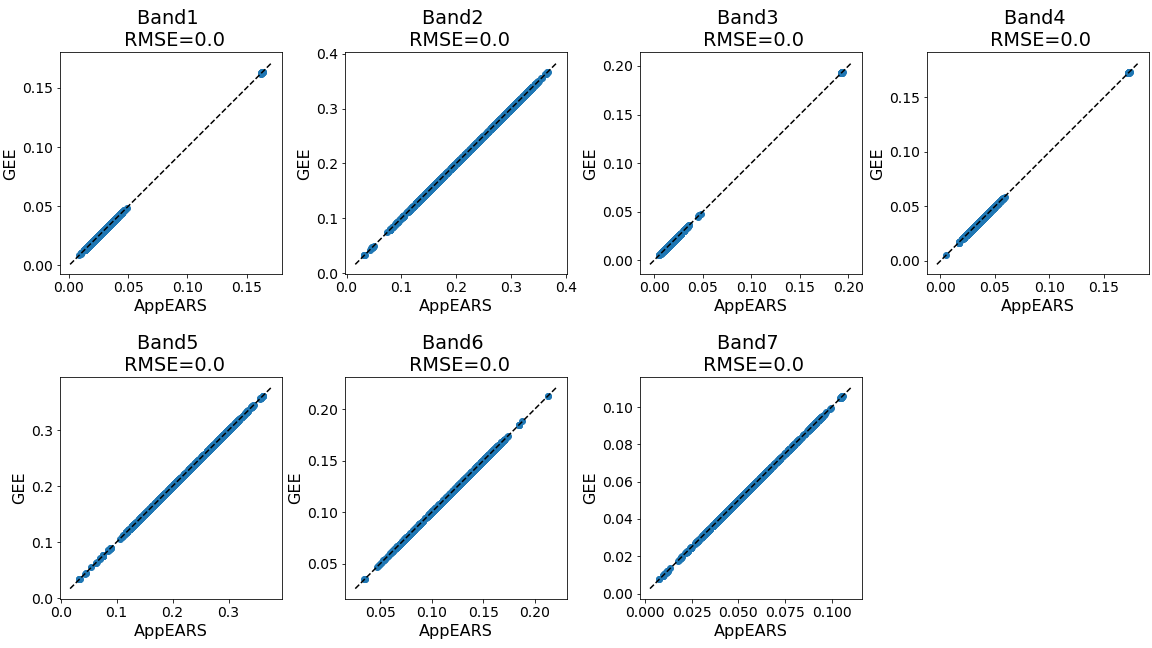 Band1
RMSE=0.0
GEE
0.15
0.10
0.05
0.00
0.00 0.05 0.10 0.15
AppEARS
Band2
RMSE=0.0
GEE
0.4
0.3
0.2
0.1
0.0
0.0 0.1 0.2 0.3 0.4
AppEARS
Band3
RMSE=0.0
GEE
0.20
0.15
0.10
0.05
0.00
0.00 0.05 0.10 0.15 0.20
AppEARS
Band4
RMSE=0.0
GEE
0.15
0.10
0.05
0.00
0.00 0.05 0.10 0.15
AppEARS
Band5
RMSE=0.0
GEE
0.3
0.2
0.1
0.0
0.0 0.1 0.2 0.3
AppEARS
Band6
RMSE=0.0
GEE
0.20
0.15
0.10
0.05
0.05 0.10 0.15 0.20
AppEARS
Band7
RMSE=0.0
GEE
0.10
0.08
0.06
0.04
0.02
0.00
0.000 0.025 0.050 0.075 0.100
AppEARS